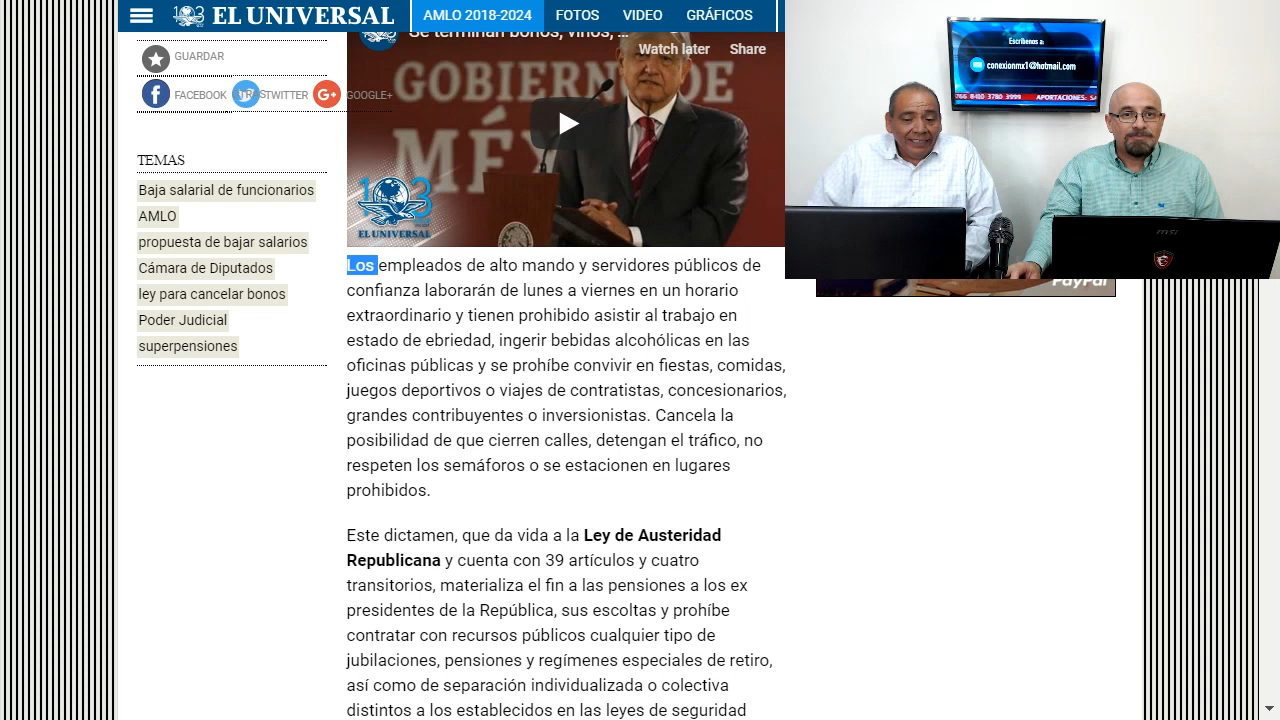 EL UNIVERSAL
AMLO 2018-2024
FOTOS
VIDEO
GRÁFICOS
GUARDAR
FACEBOOK
TWITTER
GOOGLE+
TEMAS
Baja salarial de funcionarios
AMLO
propuesta de bajar salarios
Cámara de Diputados
ley para cancelar bonos
Poder Judicial
superpensiones
Se terminan bonos, vinos, ...
Watch later
Share
GOBIERNO DE
MÉX
103
EL UNIVERSAL
Los empleados de alto mando y servidores públicos de
confianza laborarán de lunes a viernes en un horario
extraordinario y tienen prohibido asistir al trabajo en
estado de ebriedad, ingerir bebidas alcohólicas en las
oficinas públicas y se prohíbe convivir en fiestas, comidas,
juegos deportivos o viajes de contratistas, concesionarios,
grandes contribuyentes o inversionistas. Cancela la
posibilidad de que cierren calles, detengan el tráfico, no
respeten los semáforos o se estacionen en lugares
prohibidos.
Este dictamen, que da vida a la Ley de Austeridad
Republicana y cuenta con 39 artículos y cuatro
transitorios, materializa el fin a las pensiones a los ex
presidentes de la República, sus escoltas y prohíbe
contratar con recursos públicos cualquier tipo de
jubilaciones, pensiones y regímenes especiales de retiro,
así como de separación individualizada o colectiva
distintos a los establecidos en las leyes de seguridad
Escríbenos a:
conexionmx1@hotmail.com
766 8410 3780 3999 APORTACIONES:
msi
PayPal